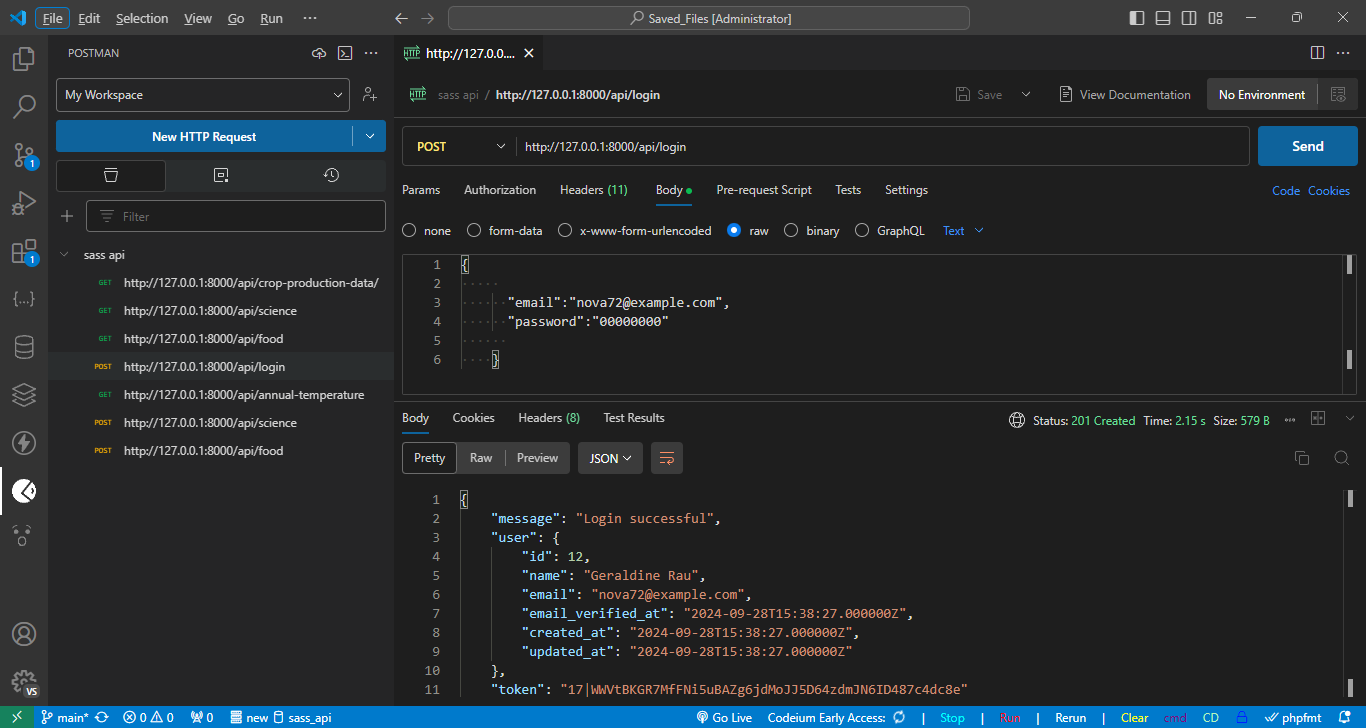 File Edit Selection View Go Run ··· Saved_Files [Administrator]
POSTMAN
http://127.0.0....
My Workspace
sass api / http://127.0.0.1:8000/api/login Save View Documentation No Environment
New HTTP Request
POST http://127.0.0.1:8000/api/login Send
Params Authorization Headers (11) Body Pre-request Script Tests Settings Code Cookies
Filter
none form-data x-www-form-urlencoded raw binary GraphQL Text
sass api
GET http://127.0.0.1:8000/api/crop-production-data/
GET http://127.0.0.1:8000/api/science
GET http://127.0.0.1:8000/api/food
POST http://127.0.0.1:8000/api/login
GET http://127.0.0.1:8000/api/annual-temperature
POST http://127.0.0.1:8000/api/science
POST http://127.0.0.1:8000/api/food
1 {
2
3 "email":"nova72@example.com",
4 "password":"00000000"
5
6 }
Body Cookies Headers (8) Test Results Status: 201 Created Time: 2.15 s Size: 579 B
Pretty Raw Preview JSON
1 {
2 "message": "Login successful",
3 "user": {
4 "id": 12,
5 "name": "Geraldine Rau",
6 "email": "nova72@example.com",
7 "email_verified_at": "2024-09-28T15:38:27.000000Z",
8 "created_at": "2024-09-28T15:38:27.000000Z",
9 "updated_at": "2024-09-28T15:38:27.000000Z"
10 },
11 "token": "17|WWVtBKGR7MfFNi5uBAZg6jdMoJJ5D64zdmJN6ID487c4dc8e"
1
1
VS
main* 0 0 0 new sass_api Go Live Codeium Early Access: | Stop | Run | Rerun | Clear cmd CD phpfmt